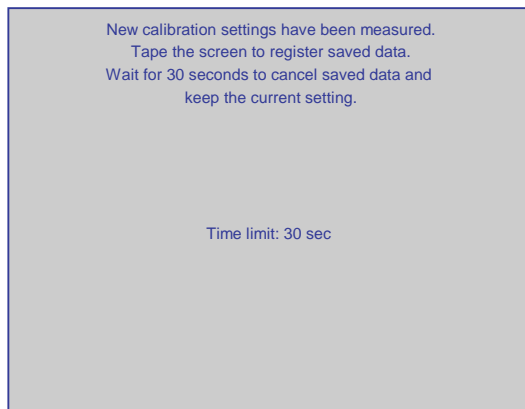 New calibration settings have been measured.
Tape the screen to register saved data.
Wait for 30 seconds to cancel saved data and
keep the current setting.
Time limit: 30 sec